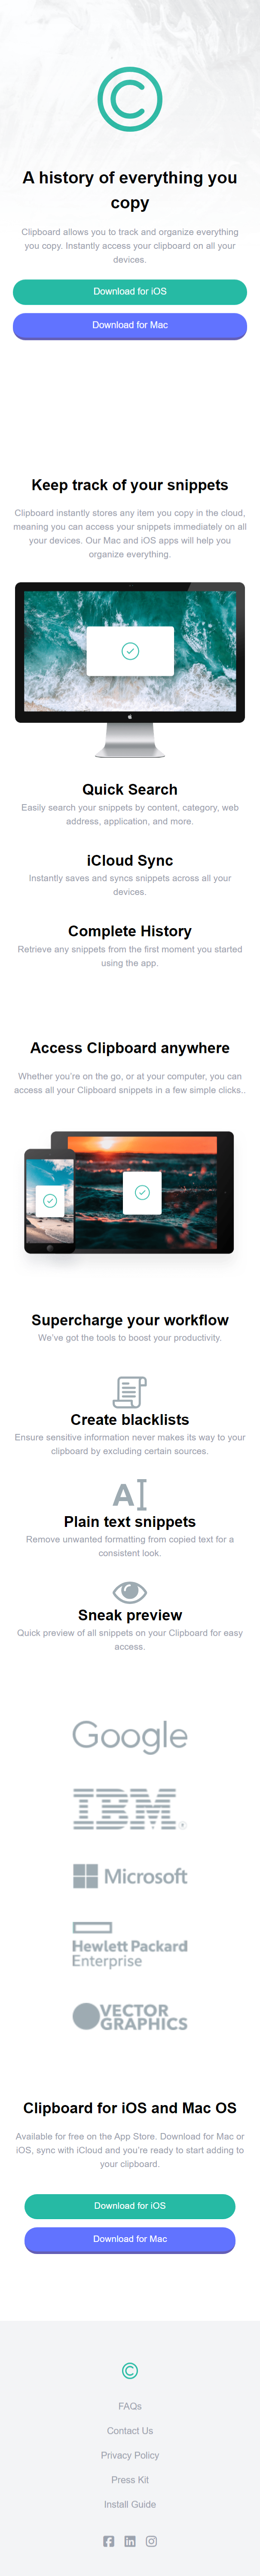 A history of everything you
copy
Clipboard allows you to track and organize everything
you copy. Instantly access your clipboard on all your
devices.
Download for iOS
Download for Mac
Keep track of your snippets
Clipboard instantly stores any item you copy in the cloud,
meaning you can access your snippets immediately on all
your devices. Our Mac and iOS apps will help you
organize everything.
Quick Search
Easily search your snippets by content, category, web
address, application, and more.
iCloud Sync
Instantly saves and syncs snippets across all your
devices.
Complete History
Retrieve any snippets from the first moment you started
using the app.
Access Clipboard anywhere
Whether you're on the go, or at your computer, you can
access all your Clipboard snippets in a few simple clicks..
Supercharge your workflow
We've got the tools to boost your productivity.
Create blacklists
Ensure sensitive information never makes its way to your
clipboard by excluding certain sources.
A
Plain text snippets
Remove unwanted formatting from copied text for a
consistent look.
Sneak preview
Quick preview of all snippets on your Clipboard for easy
access.
Google
IBM
Microsoft
Hewlett Packard
Enterprise
VECTOR
GRAPHICS
Clipboard for iOS and Mac OS
Available for free on the App Store. Download for Mac or
iOS, sync with iCloud and you're ready to start adding to
your clipboard.
Download for iOS
Download for Mac
FAQs
Contact Us
Privacy Policy
Press Kit
Install Guide